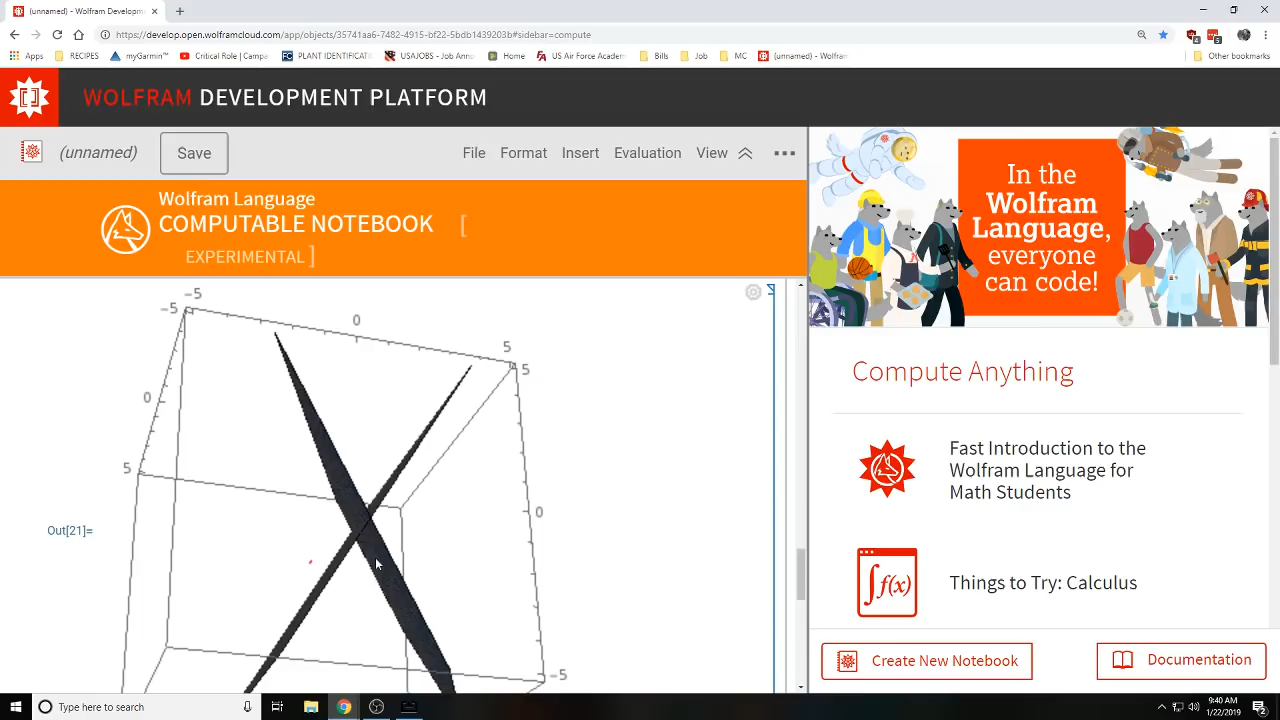 (unnamed) - Wolfram Development
https://develop.open.wolframcloud.com/app/objects/35741aa6-7482-4915-bf22-5bdb1439203b#sidebar=compute
Apps RECIPES myGarmin™ Critical Role ( Campa PLANT IDENTIFICAT USAJOBS - Job Anno Home US Air Force Academ Bills Job MC (unnamed) - Wolfram Other bookmarks
WOLFRAM DEVELOPMENT PLATFORM
(unnamed) Save File Format Insert Evaluation View
Wolfram Language
COMPUTABLE NOTEBOOK [
EXPERIMENTAL ]
-5
-5
0
5
5
0
5
0
-5
Out[21]=
In the
Wolfram
Language,
everyone
can code!
Compute Anything
Fast Introduction to the
Wolfram Language for
Math Students
∫f(x)
Things to Try: Calculus
Create New Notebook Documentation
Type here to search
9:40 AM
1/22/2019